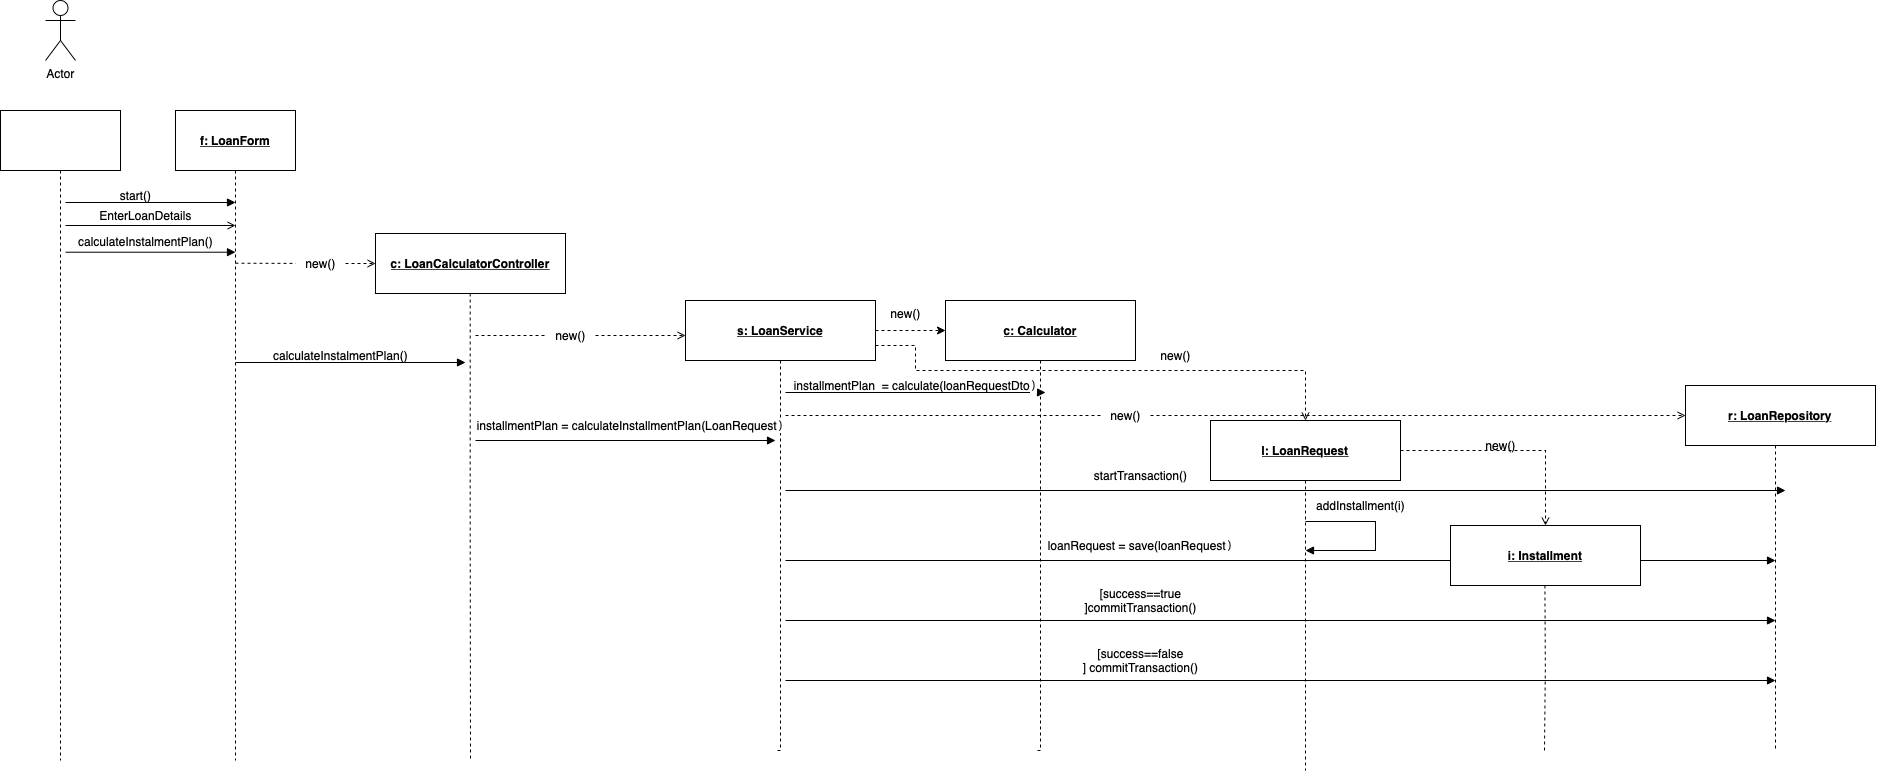 Actor
f: LoanForm
start()
EnterLoanDetails
calculateInstalmentPlan()
new()
c: LoanCalculatorController
new()
s: LoanService
new()
c: Calculator
calculateInstalmentPlan()
new()
installmentPlan = calculate(loanRequestDto)
new()
r: LoanRepository
installmentPlan = calculateInstallmentPlan(LoanRequest)
l: LoanRequest
new()
startTransaction()
addInstallment(i)
loanRequest = save(loanRequest)
i: Installment
[success==true
]commitTransaction()
[success==false
] commitTransaction()